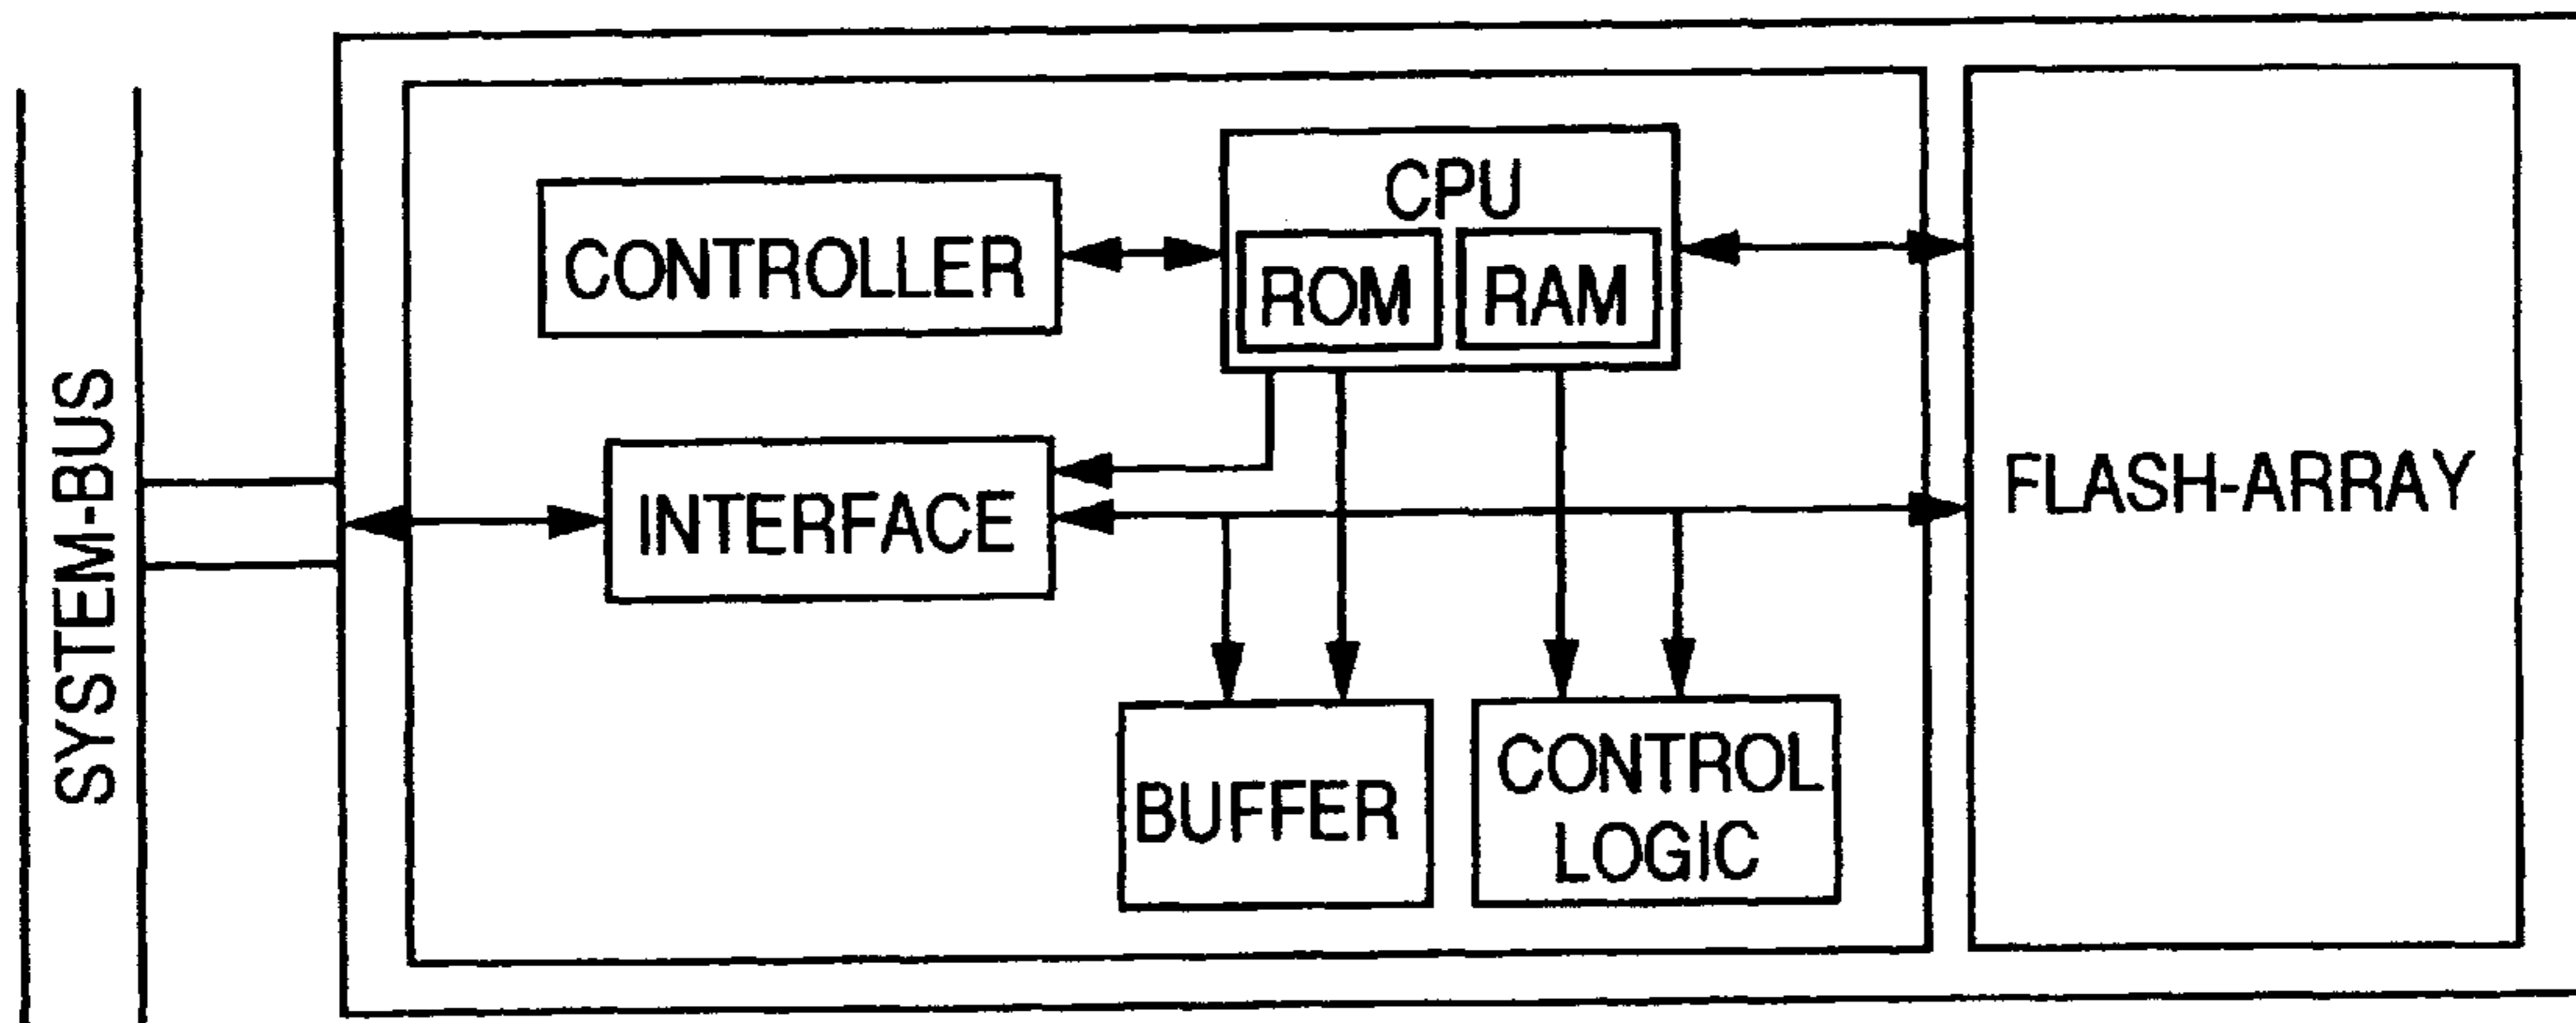 SYSTEM-BUS
CONTROLLER
CPU
ROM
RAM
INTERFACE
BUFFER
CONTROL
LOGIC
FLASH-ARRAY